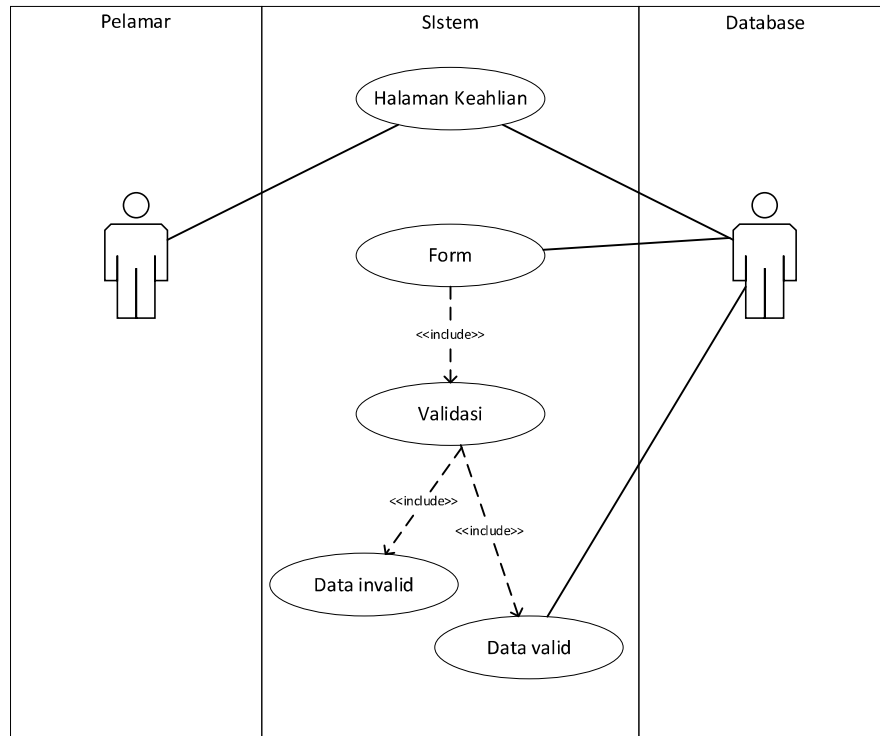 Pelamar
SIstem
Database
Halaman Keahlian
Form
<<include>>
Validasi
<<include>>
<<include>>
Data invalid
Data valid